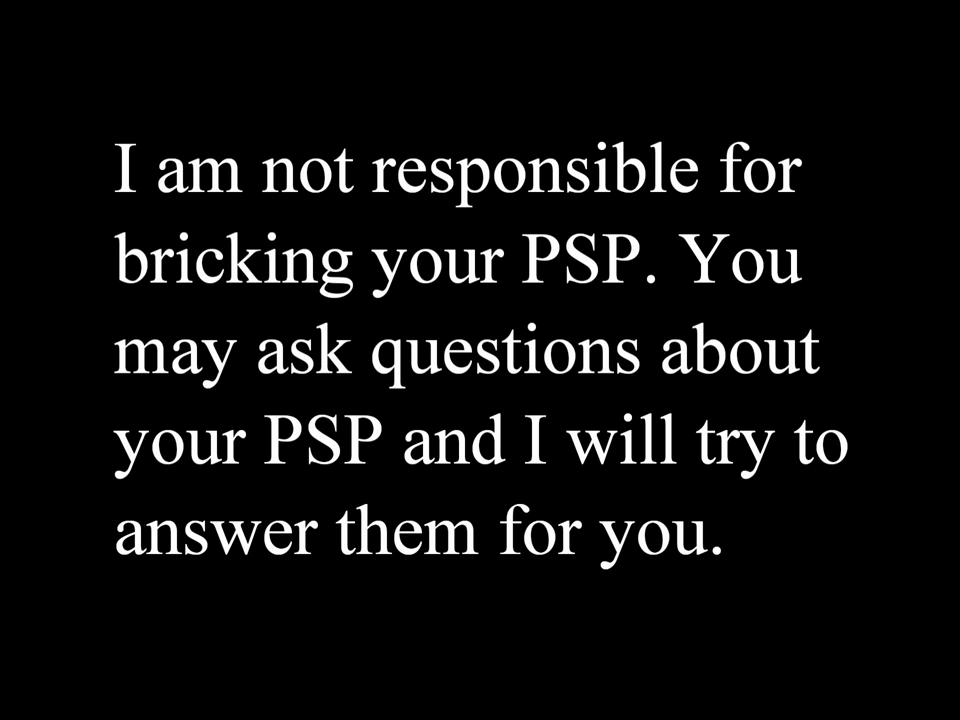 I am not responsible for
bricking your PSP. You
may ask questions about
your PSP and I will try to
answer them for you.